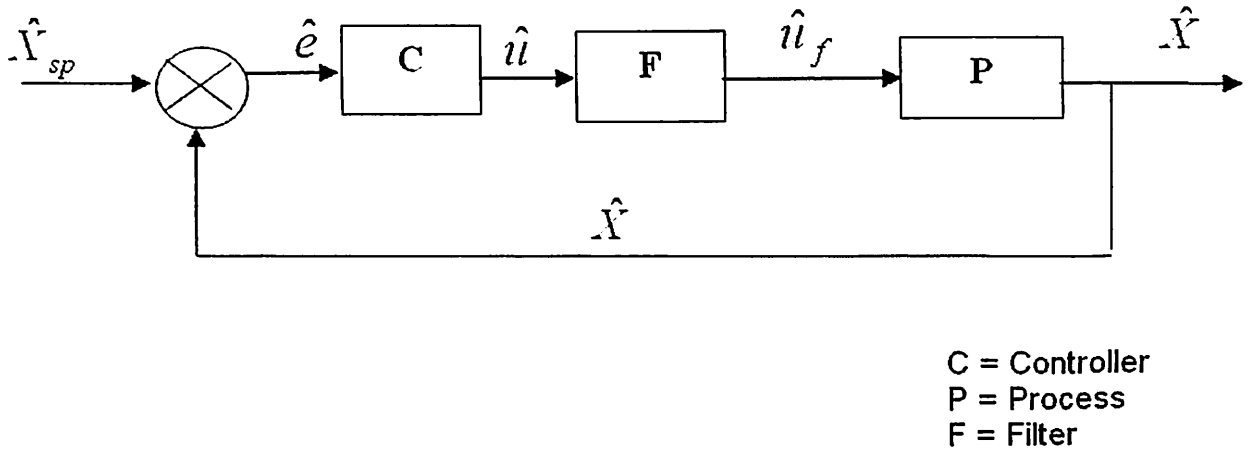 X̂sp
ê
C
û
F
ûf
P
X̂
X̂
C = Controller
P = Process
F = Filter